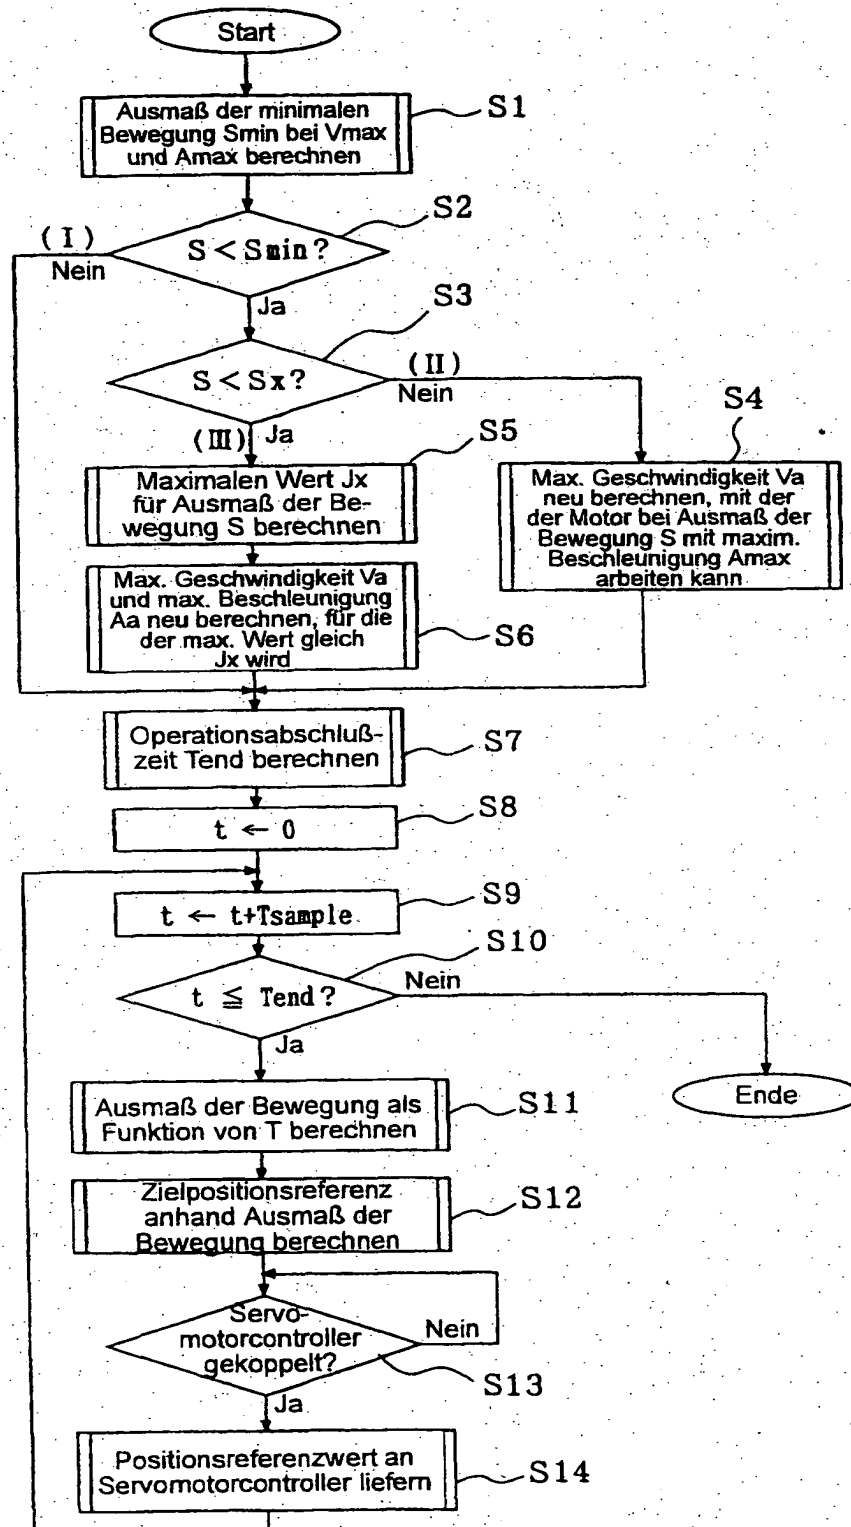 Start
Ausmaß der minimalen
Bewegung Smin bei Vmax
und Amax berechnen
S1
S2
(I)
S < Smin?
Nein
Ja
S3
S < Sx?
(II)
Nein
(III)
Ja
S4
S5
Maximalen Wert Jx
für Ausmaß der Be-
wegung S berechnen
Max. Geschwindigkeit Va
neu berechnen, mit der
der Motor bei Ausmaß der
Bewegung S mit maxim.
Beschleunigung Amax
arbeiten kann
Max. Geschwindigkeit Va
und max. Beschleunigung
Aa neu berechnen, für die
der max. Wert gleich
Jx wird
S6
Operationsabschluß-
zeit Tend berechnen
S7
S8
t ← 0
S9
t ← t+Tsample
S10
t ≦ Tend?
Nein
Ja
Ende
Ausmaß der Bewegung als
Funktion von T berechnen
S11
Zielpositionsreferenz
anhand Ausmaß der
Bewegung berechnen
S12
Servo-
motorcontroller
gekoppelt?
Nein
S13
Ja
Positionsreferenzwert an
Servomotorcontroller liefern
S14